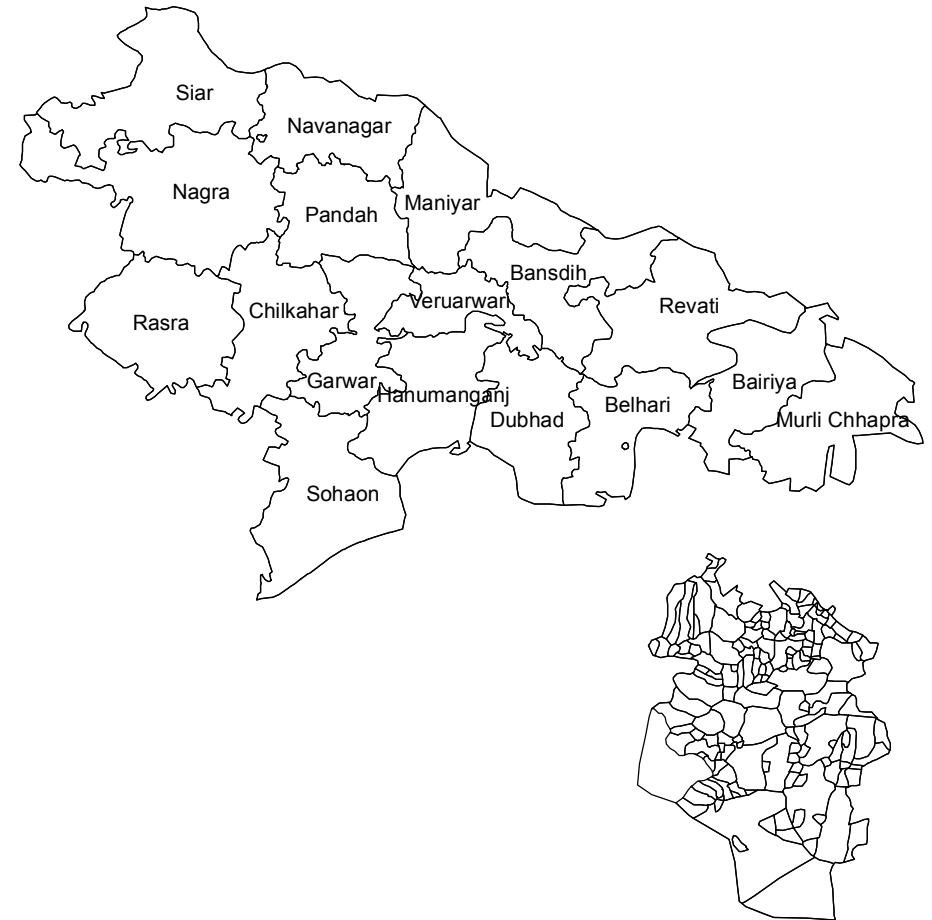 Siar
Navanagar
Nagra
Pandah
Maniyar
Bansdih
Veruarwari
Revati
Chilkahar
Rasra
Garwar
Hanumanganj
Bairiya
Belhari
Dubhad
Murli Chhapra
Sohaon